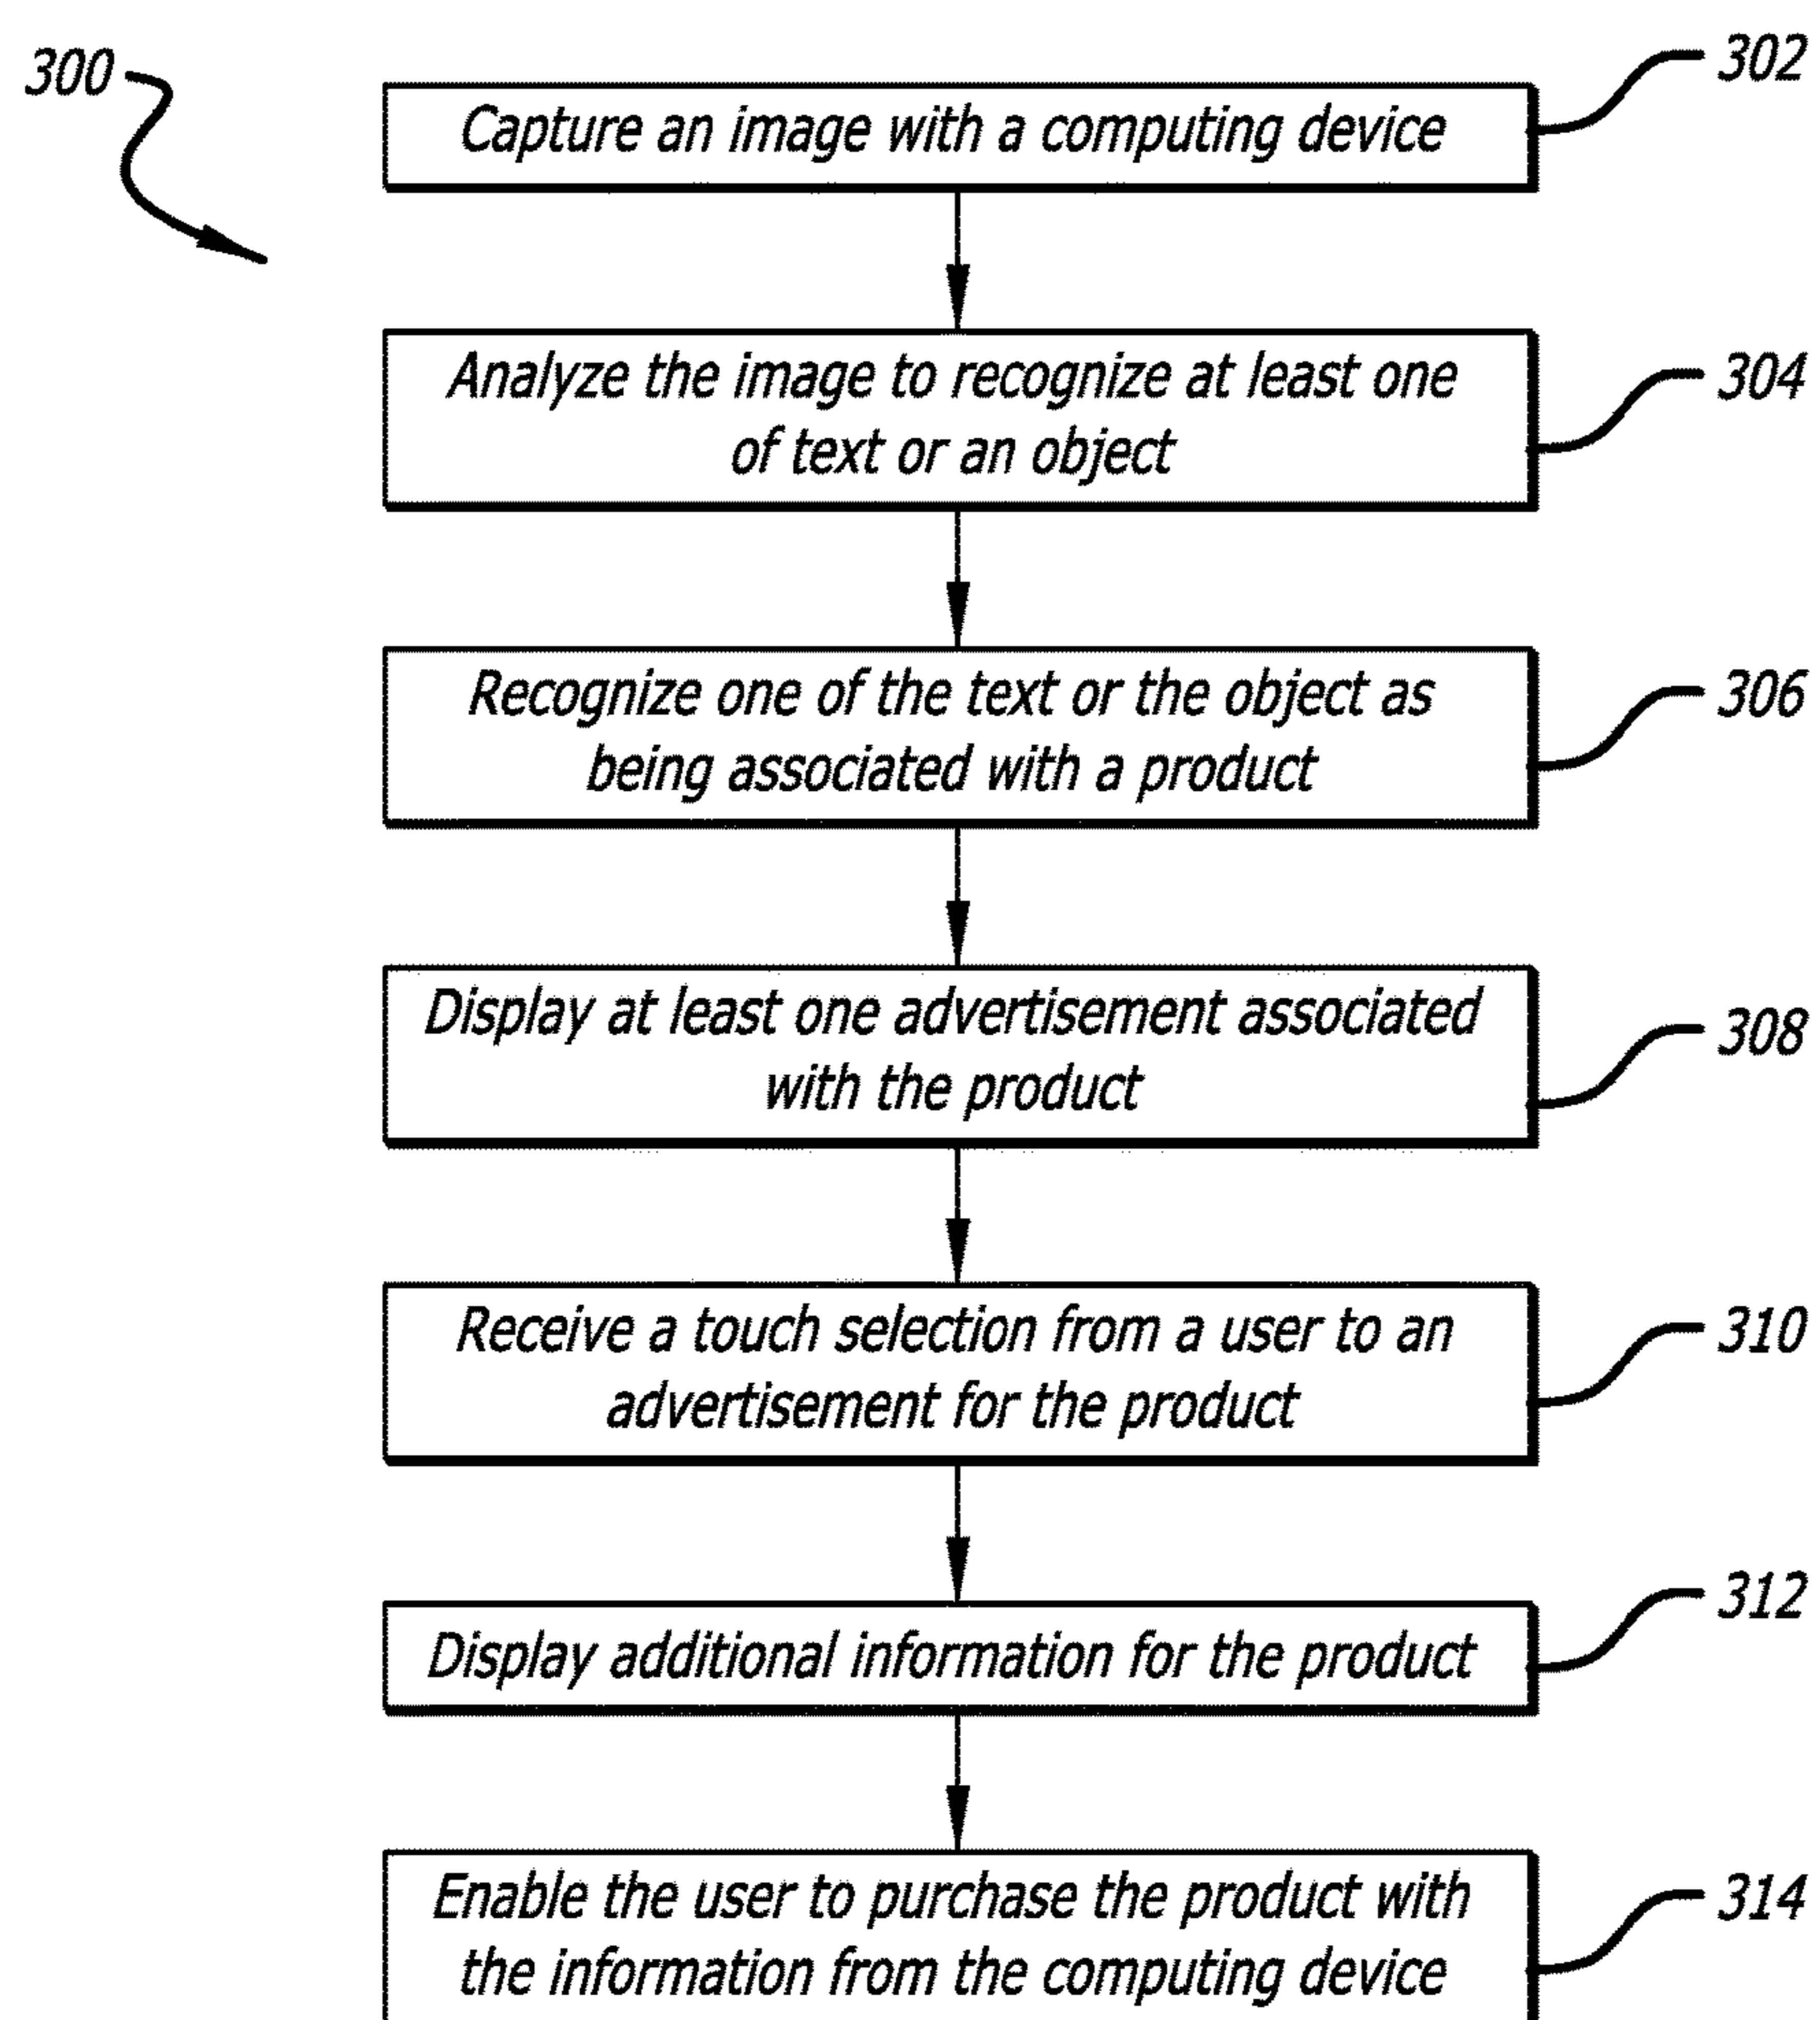 300
302
Capture an image with a computing device
304
Analyze the image to recognize at least one
of text or an object
306
Recognize one of the text or the object as
being associated with a product
308
Display at least one advertisement associated
with the product
310
Receive a touch selection from a user to an
advertisement for the product
312
Display additional information for the product
314
Enable the user to purchase the product with
the information from the computing device